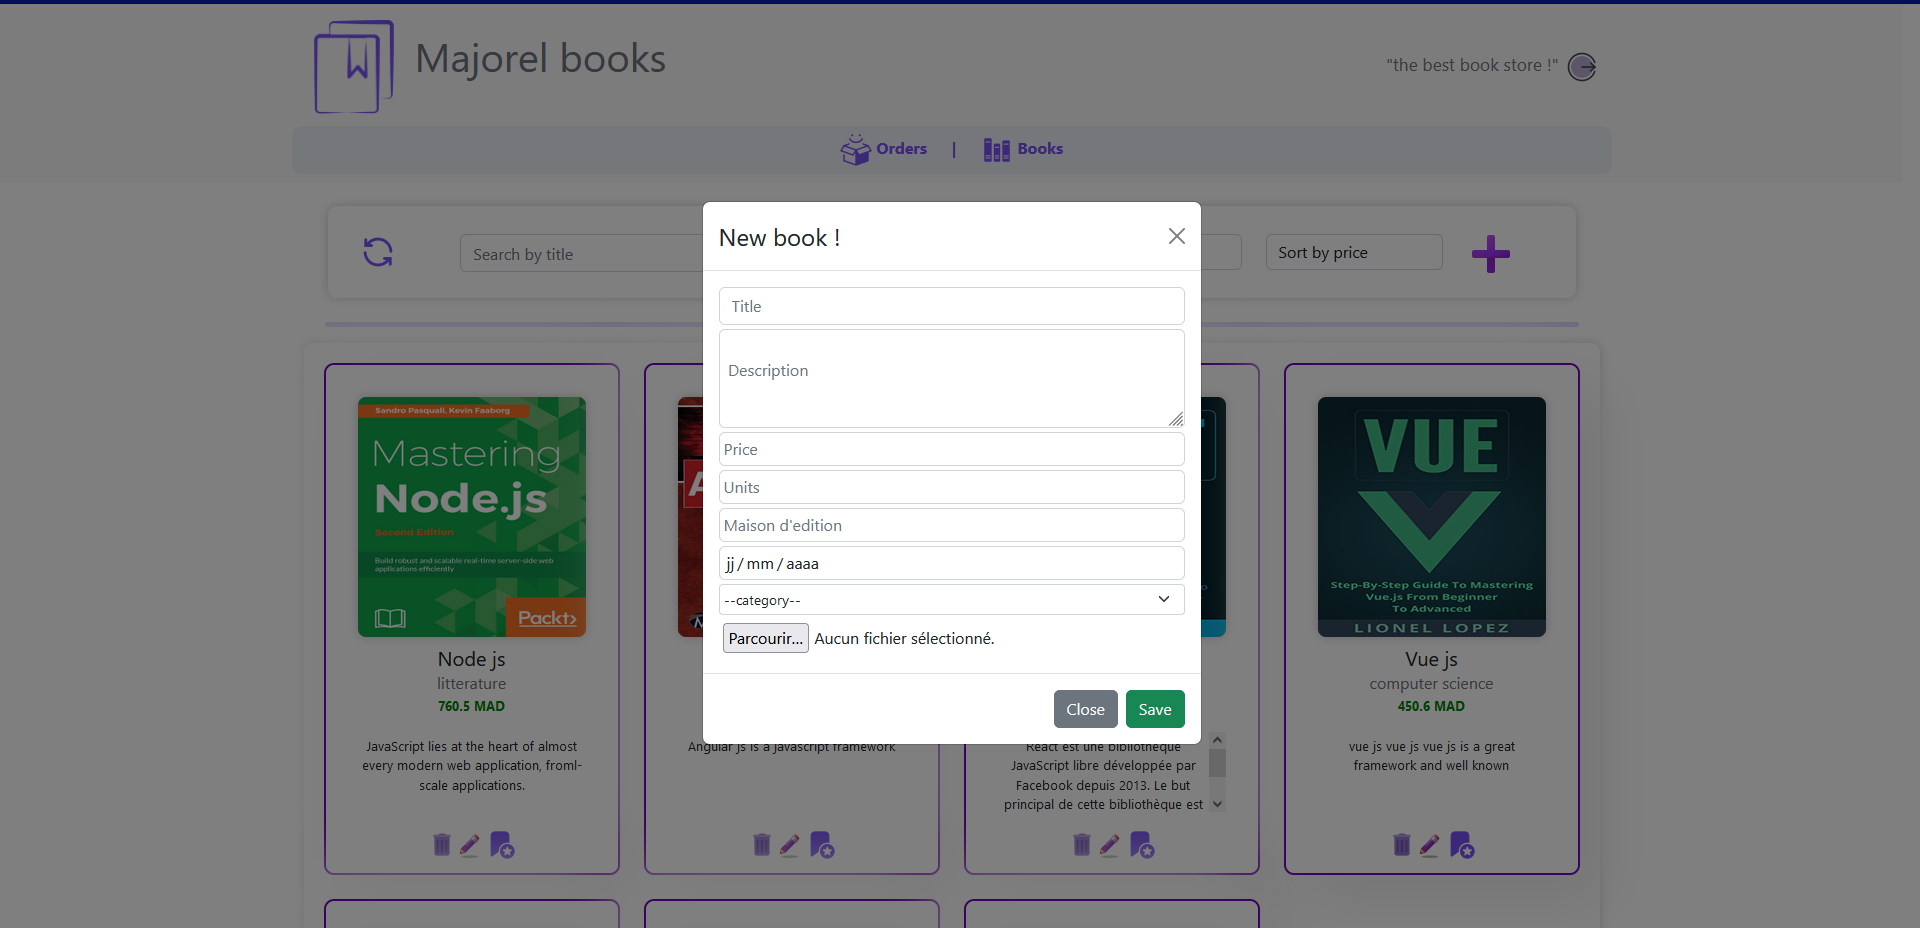 Majorel books
"the best book store !"
Orders | Books
Search by title
Sort by price
New book !
Title
Description
Price
Units
Maison d'edition
jj / mm / aaaa
--category--
Parcourir... Aucun fichier sélectionné.
Close Save
Sandro Pasquali, Kevin Faaborg
Mastering
Node.js
Second Edition
Build robust and scalable real-time server-side web
applications efficiently
Packt>
Node js
litterature
760.5 MAD
JavaScript lies at the heart of almost
every modern web application, froml-
scale applications.
A
Angular js is a javascript framework
React est une bibliothèque
JavaScript libre développée par
Facebook depuis 2013. Le but
principal de cette bibliothèque est
VUE
Step-By-Step Guide To Mastering
Vue.js From Beginner
To Advanced
LIONEL LOPEZ
Vue js
computer science
450.6 MAD
vue js vue js vue js is a great
framework and well known